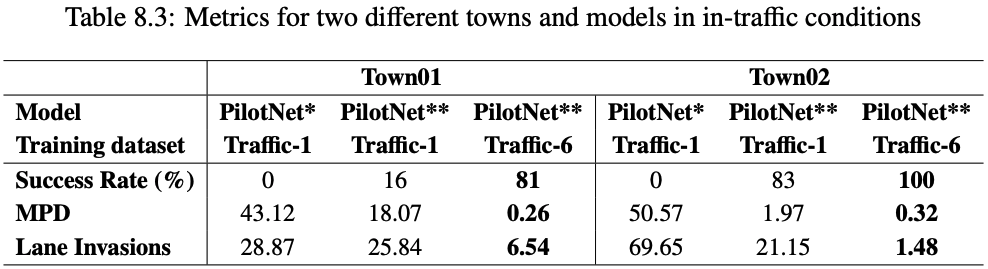 Table 8.3: Metrics for two different towns and models in in-traffic conditions
Town01 Town02
Model PilotNet* PilotNet** PilotNet** PilotNet* PilotNet** PilotNet**
Training dataset Traffic-1 Traffic-1 Traffic-6 Traffic-1 Traffic-1 Traffic-6
Success Rate (%) 0 16 81 0 83 100
MPD 43.12 18.07 0.26 50.57 1.97 0.32
Lane Invasions 28.87 25.84 6.54 69.65 21.15 1.48